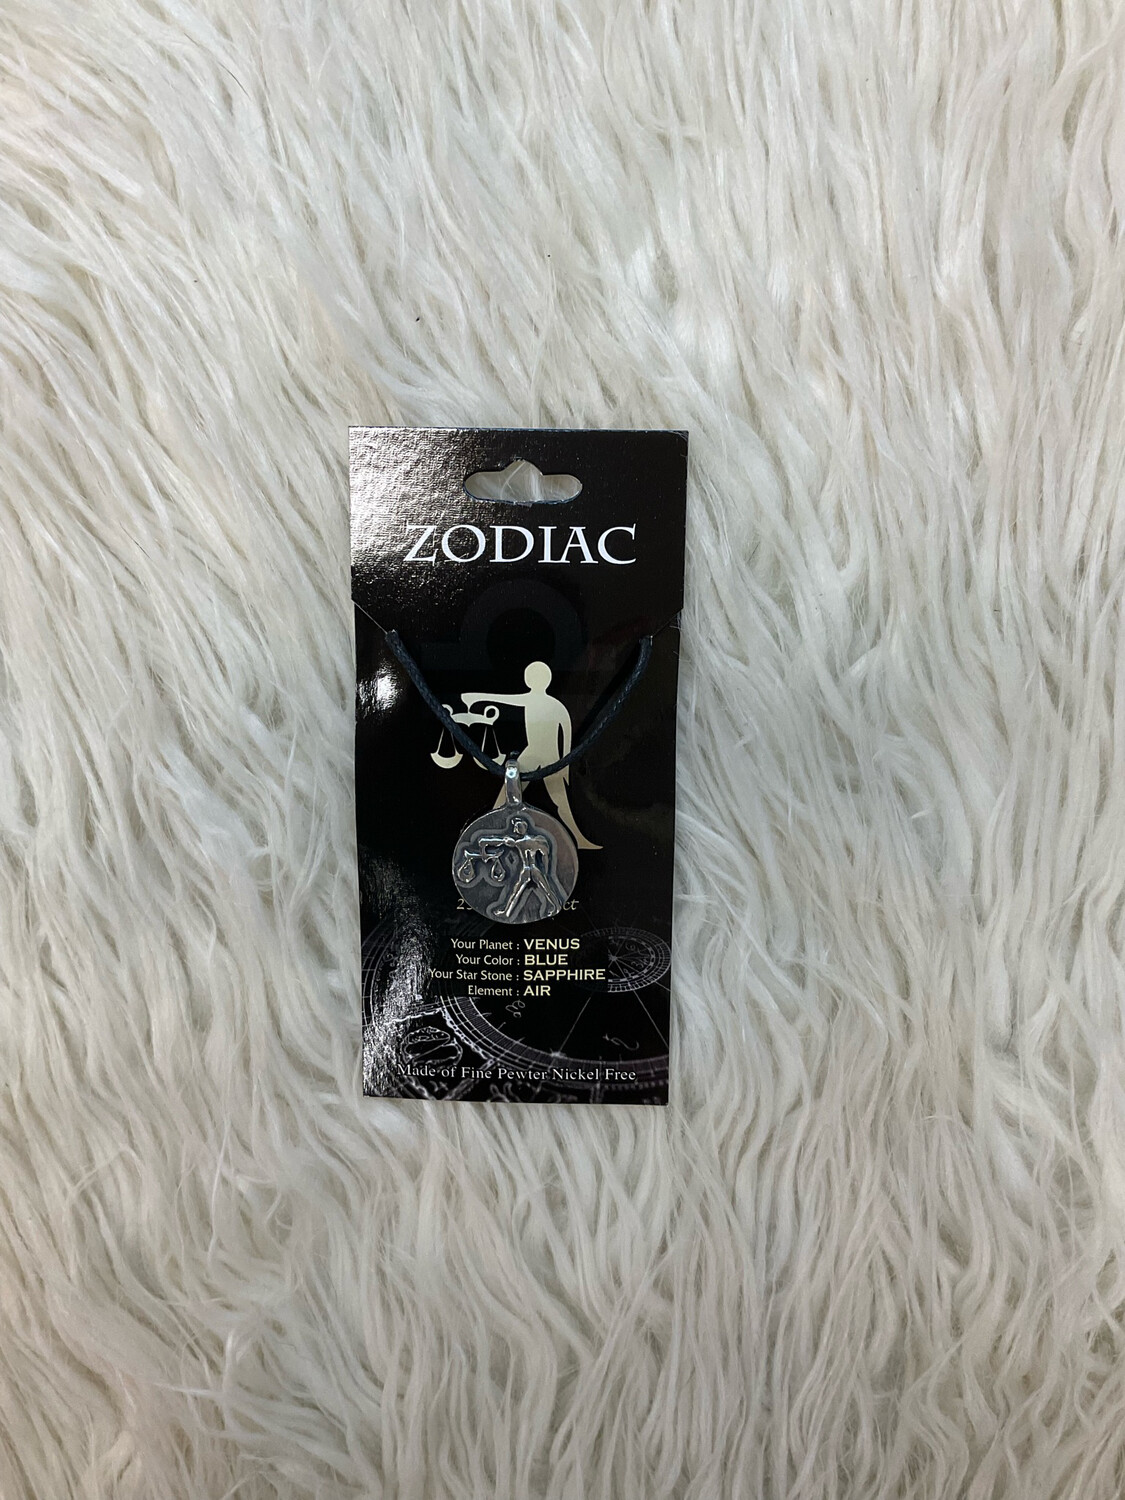 ZODIAC
Your Planet : VENUS
Your Color : BLUE
Your Star Stone : SAPPHIRE
Element : AIR
Made of Fine Pewter Nickel Free